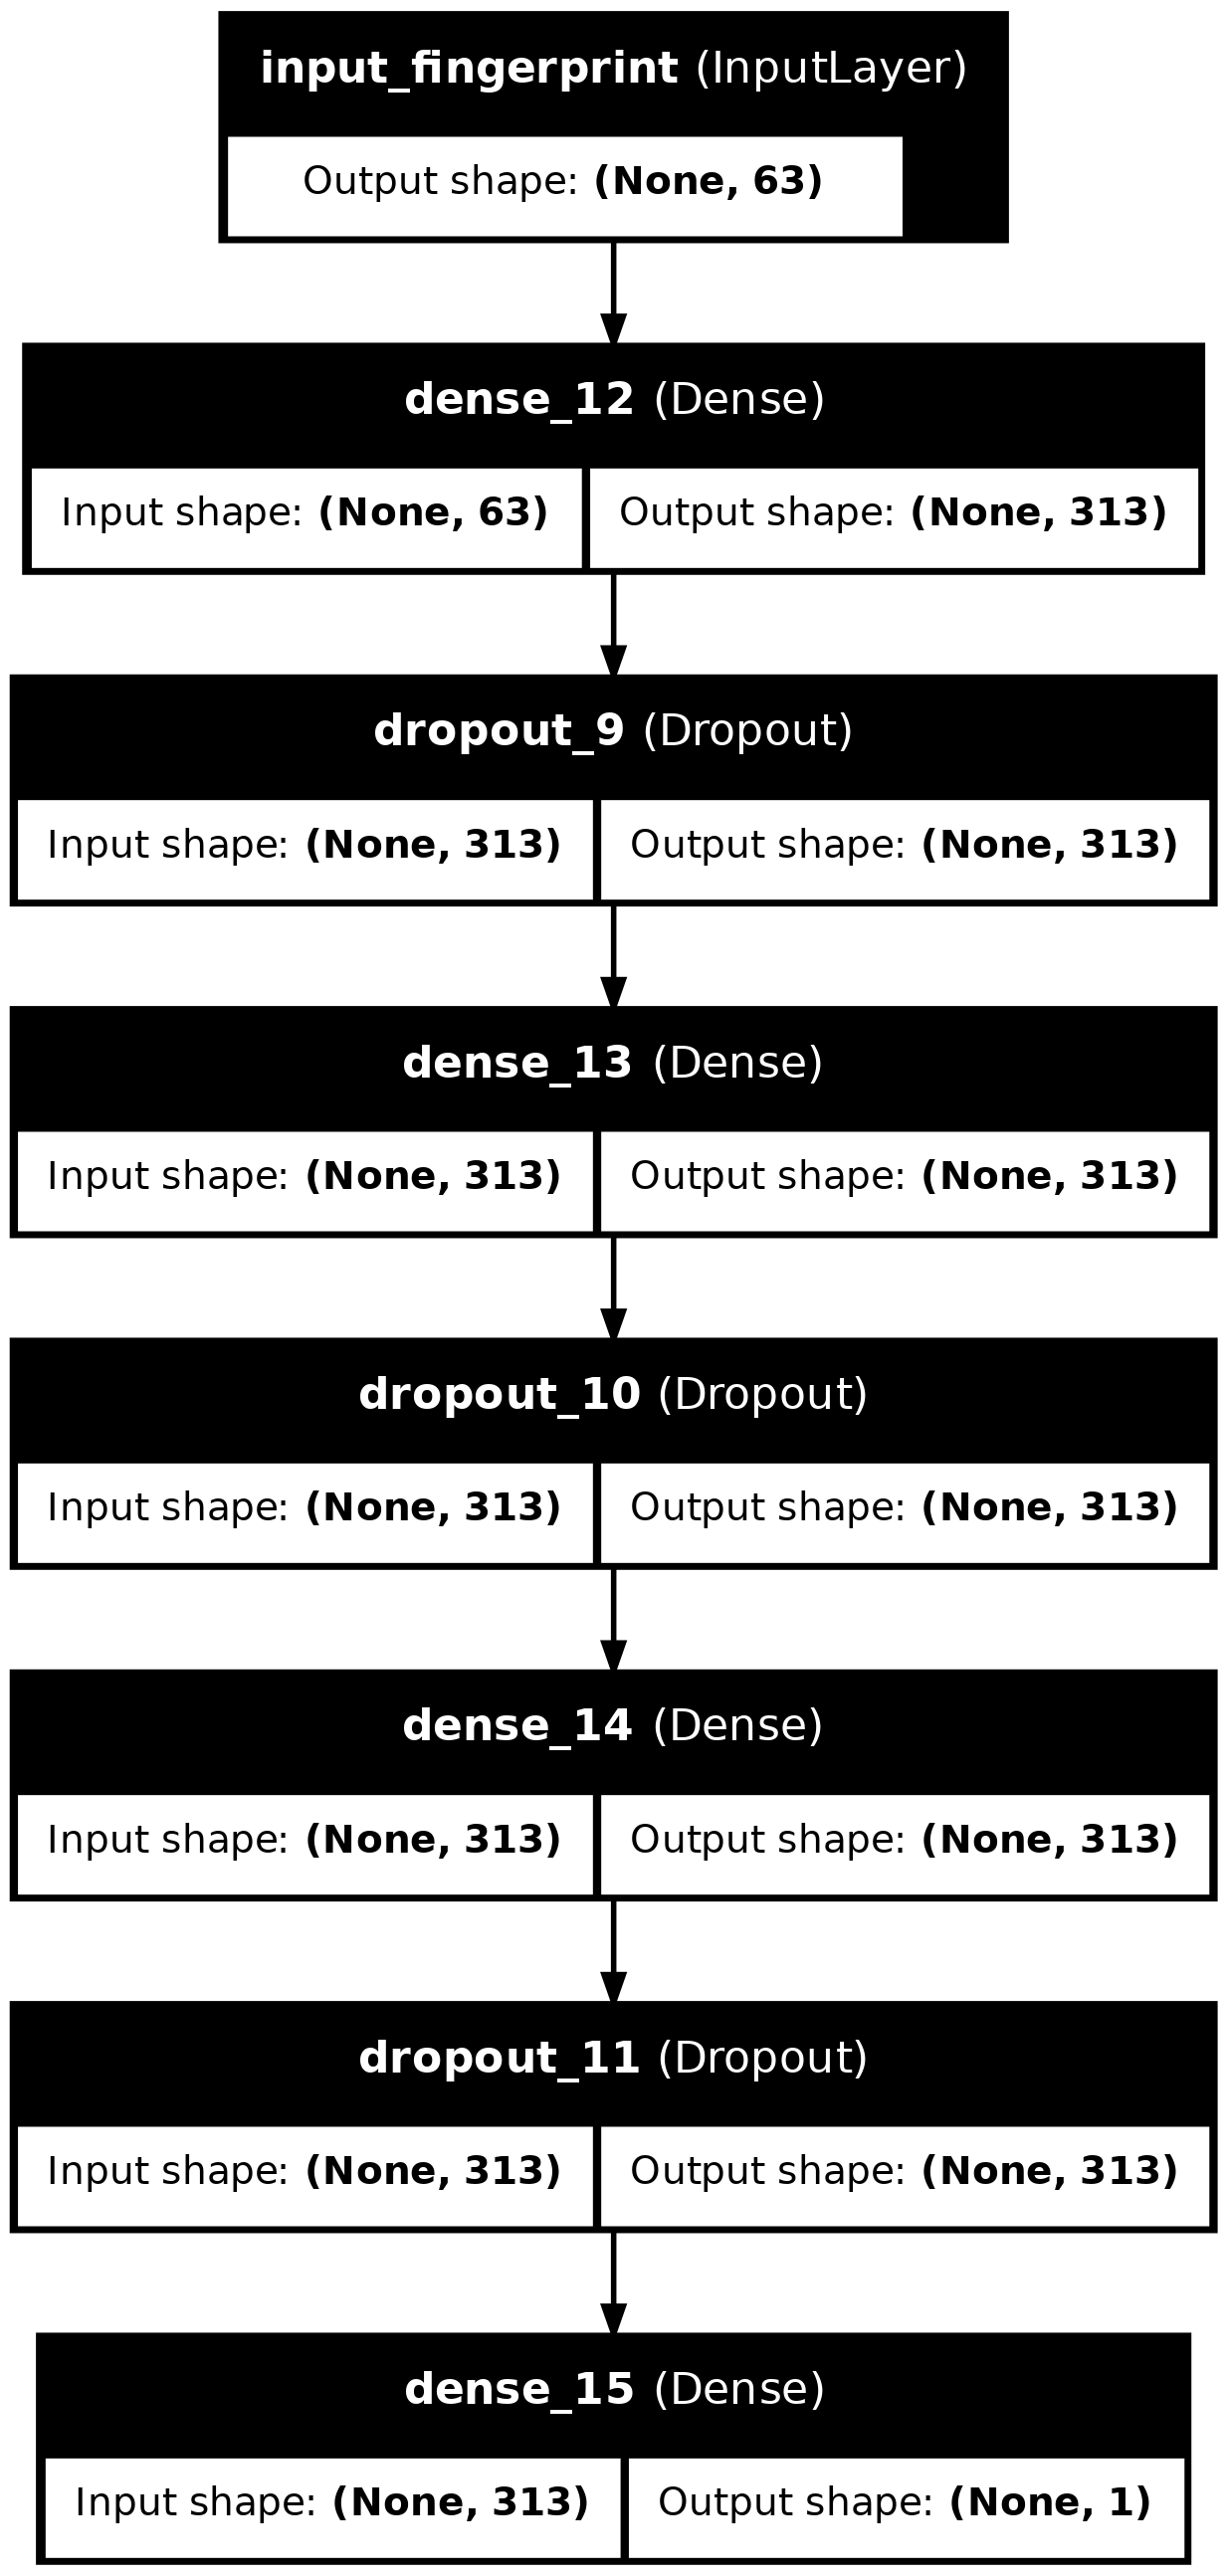 input_fingerprint (InputLayer)
Output shape: (None, 63)
dense_12 (Dense)
Input shape: (None, 63) Output shape: (None, 313)
dropout_9 (Dropout)
Input shape: (None, 313) Output shape: (None, 313)
dense_13 (Dense)
Input shape: (None, 313) Output shape: (None, 313)
dropout_10 (Dropout)
Input shape: (None, 313) Output shape: (None, 313)
dense_14 (Dense)
Input shape: (None, 313) Output shape: (None, 313)
dropout_11 (Dropout)
Input shape: (None, 313) Output shape: (None, 313)
dense_15 (Dense)
Input shape: (None, 313) Output shape: (None, 1)